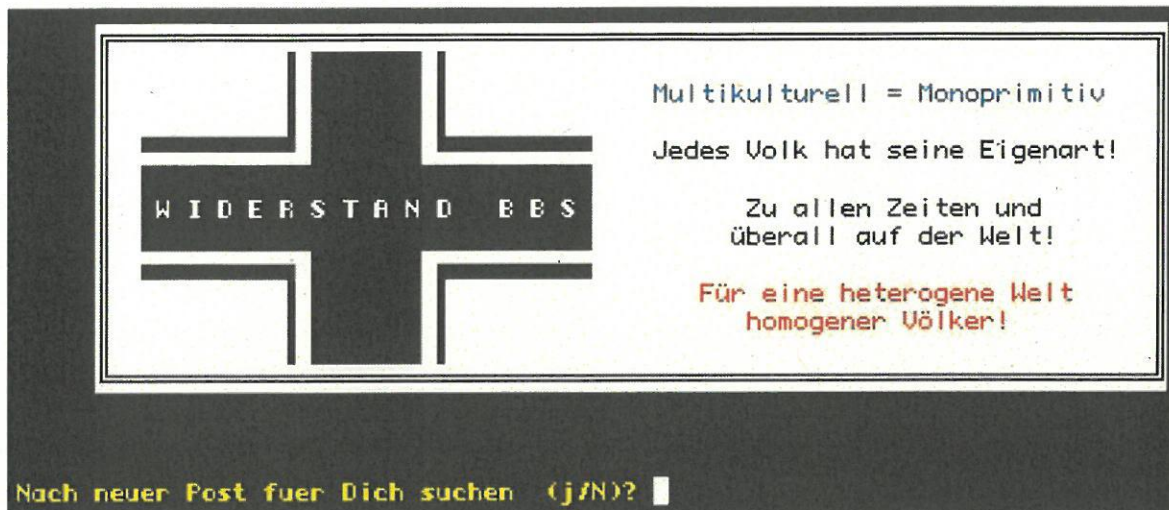 Multikulturell = Monoprimitiv
Jedes Volk hat seine Eigenart!
WIDERSTAND BBS
Zu allen Zeiten und
überall auf der Welt!
Für eine heterogene Welt
homogener Völker!
Nach neuer Post fuer Dich suchen (j/N)?